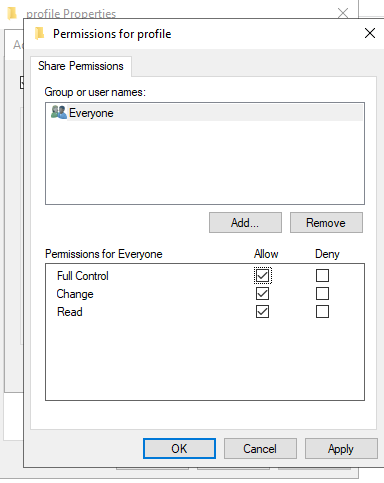 profile Properties
Permissions for profile
Ad
Share Permissions
Group or user names:
Everyone
Add...
Remove
Permissions for Everyone Allow Deny
Full Control
Change
Read
OK Cancel Apply